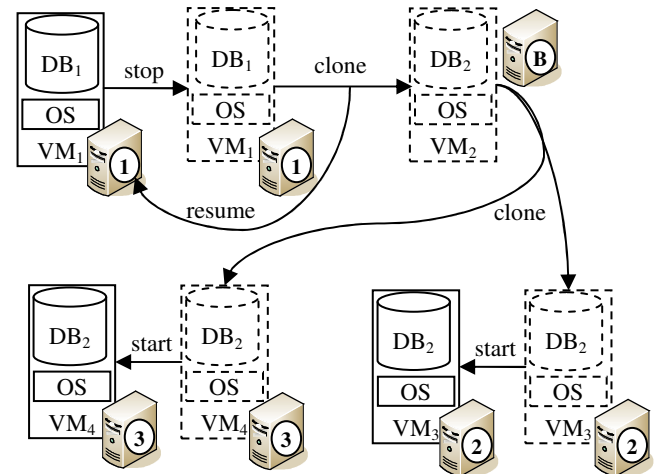 DB1
OS
VM1
1
stop
DB1
OS
VM1
1
clone
resume
DB2
OS
VM2
B
clone
DB2
OS
VM4
3
start
DB2
OS
VM4
3
DB2
OS
VM3
2
start
DB2
OS
VM3
2